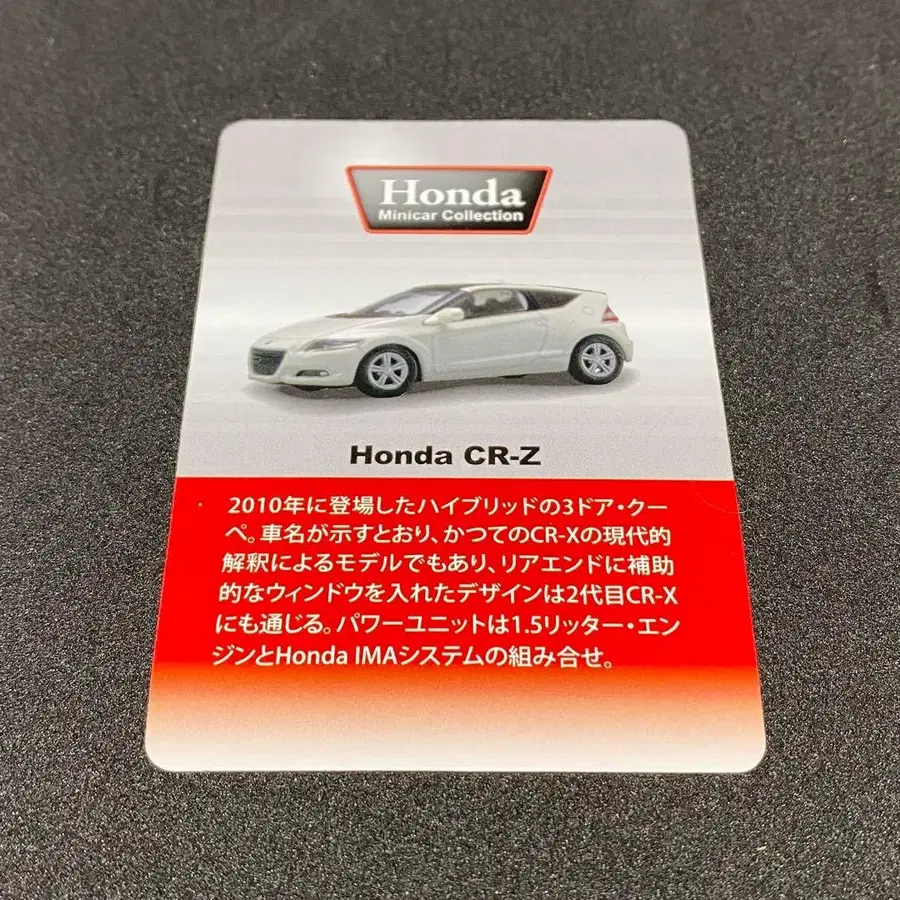 Honda
Minicar Collection
Honda CR-Z
2010年に登場したハイブリッドの3ドア・クー
ペ。車名が示すとおり、かつてのCR-Xの現代的
解釈によるモデルでもあり、リアエンドに補助
的なウィンドウを入れたデザインは2代目CR-X
にも通じる。パワーユニットは1.5リッター・エン
ジンとHonda IMAシステムの組み合せ。